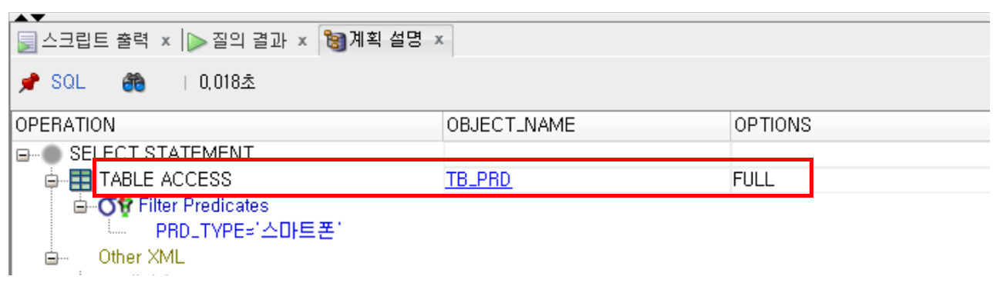 스크립트 출력 x 질의 결과 x 계획 설명 x
SQL | 0,018초
OPERATION OBJECT_NAME OPTIONS
SELECT STATEMENT
TABLE ACCESS TB_PRD FULL
Filter Predicates
PRD_TYPE='스마트폰'
Other XML